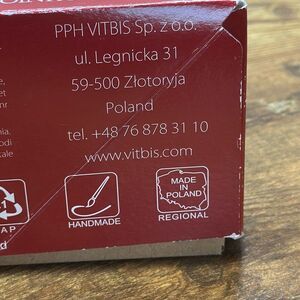 PPH VITBIS Sp. z o.o.
ul. Legnicka 31
59-500 Złotoryja
Poland
tel. +48 76 878 31 10
www.vitbis.com
MADE
IN
POLAND
HANDMADE
REGIONAL
AP